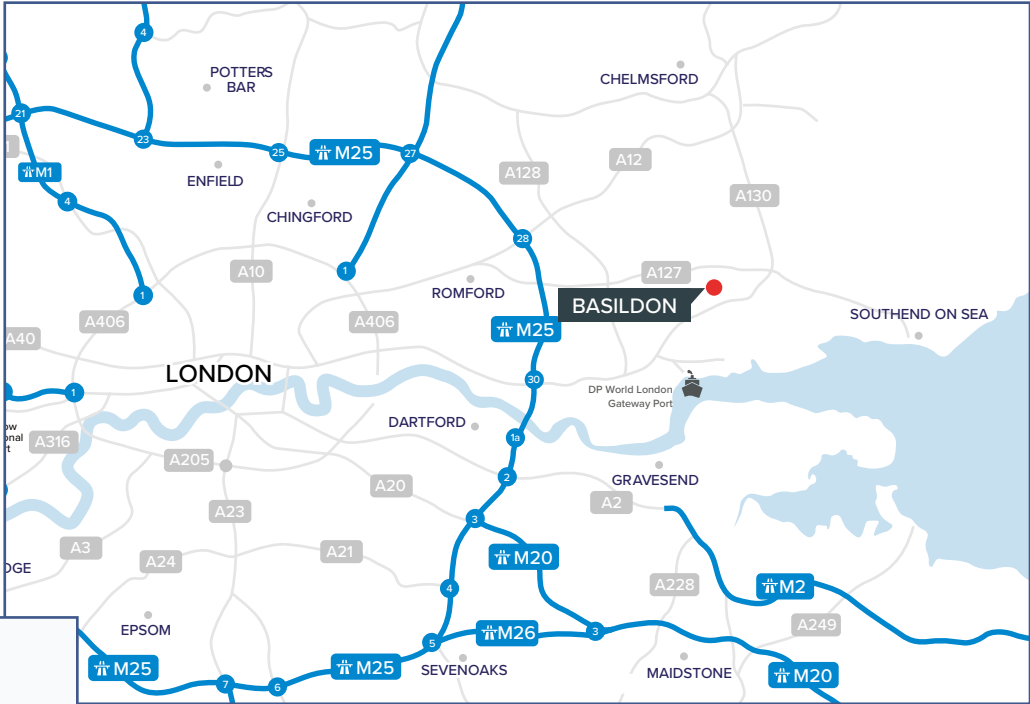 4
POTTERS
BAR
CHELMSFORD
21
23
25
M25
27
A12
A128
M1
ENFIELD
A130
4
CHINGFORD
28
A10
1
A127
ROMFORD
BASILDON
1
A406
A406
SOUTHEND ON SEA
M25
A40
LONDON
30
DP World London
Gateway Port
1
DARTFORD
ow
onal
t
A316
1a
A205
2
GRAVESEND
A20
A2
A23
3
A3
A21
M20
A24
DGE
4
A228
M2
EPSOM
A249
M26
3
5
M25
M25
SEVENOAKS
MAIDSTONE
M20
7
6